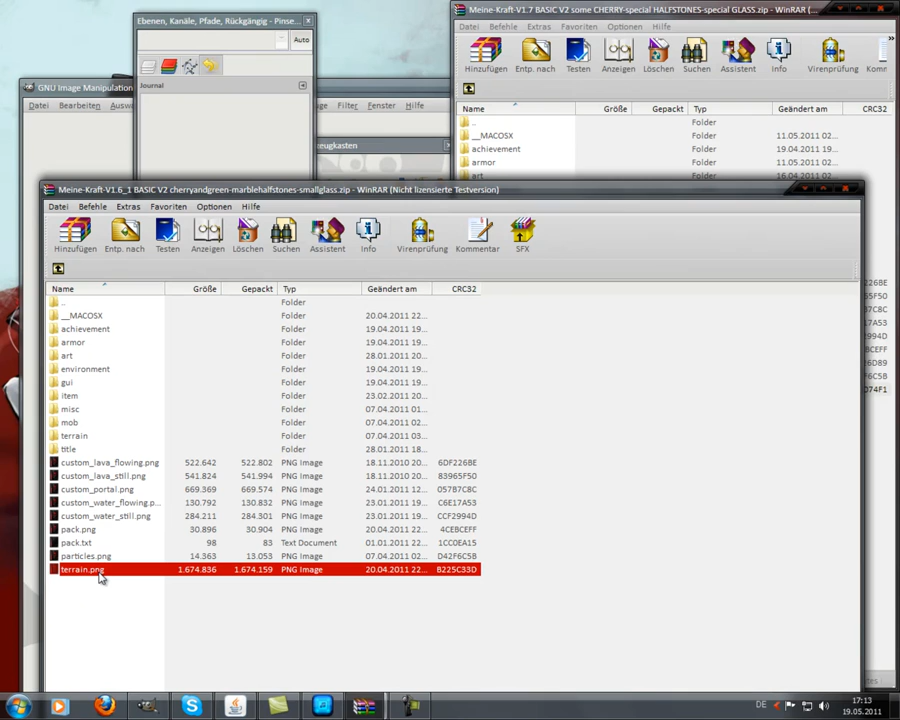 Ebenen, Kanäle, Pfade, Rückgängig - Pinse...
Auto
Journal
GNU Image Manipulation
Datei Bearbeiten Auswa
Filter Fenster Hilfe
Meine-Kraft-V1.7 BASIC V2 some CHERRY-special HALFSTONES-special GLASS.zip - WinRAR (...
Befehle Extras Favoriten Optionen Hilfe
Hinzufügen Entp. nach Testen Anzeigen Löschen Suchen Assistent Info Virenprüfung Komm
Name Größe Gepackt Typ Geändert am CRC32
.. Folder
__MACOSX Folder 11.05.2011 02...
achievement Folder 19.04.2011 19...
armor Folder 11.05.2011 02...
art Folder
Meine-Kraft-V1.6_1 BASIC V2 cherryandgreen-marblehalfstones-smallglass.zip - WinRAR (Nicht lizensierte Testversion)
Datei Befehle Extras Favoriten Optionen Hilfe
Hinzufügen Entp. nach Testen Anzeigen Löschen Suchen Assistent Info Virenprüfung Kommentar SFX
Name Größe Gepackt Typ Geändert am CRC32
.. Folder
__MACOSX Folder 20.04.2011 22...
achievement Folder 19.04.2011 19...
armor Folder 19.04.2011 19...
art Folder 28.01.2011 20...
environment Folder 19.04.2011 19...
gui Folder 19.04.2011 19...
item Folder 23.02.2011 20...
misc Folder 07.04.2011 01...
mob Folder 07.04.2011 02...
terrain Folder 07.04.2011 03...
title Folder 28.01.2011 18...
custom_lava_flowing.png 522.642 522.802 PNG Image 18.11.2010 20... 6DF226BE
custom_lava_still.png 541.824 541.994 PNG Image 18.11.2010 20... 83965F50
custom_portal.png 669.369 669.574 PNG Image 24.01.2011 12... 057B7C8C
custom_water_flowing.p... 130.792 130.832 PNG Image 23.01.2011 19... C6E17A53
custom_water_still.png 284.211 284.301 PNG Image 23.01.2011 19... CCF2994D
pack.png 30.896 30.904 PNG Image 20.04.2011 22... 4CEBCEFF
pack.txt 98 83 Text Document 01.01.2011 22... 1CC0EA15
particles.png 14.363 13.053 PNG Image 07.04.2011 02... D42F6C5B
terrain.png 1.674.836 1.674.159 PNG Image 20.04.2011 22... B225C33D
DE
17:13
19.05.2011